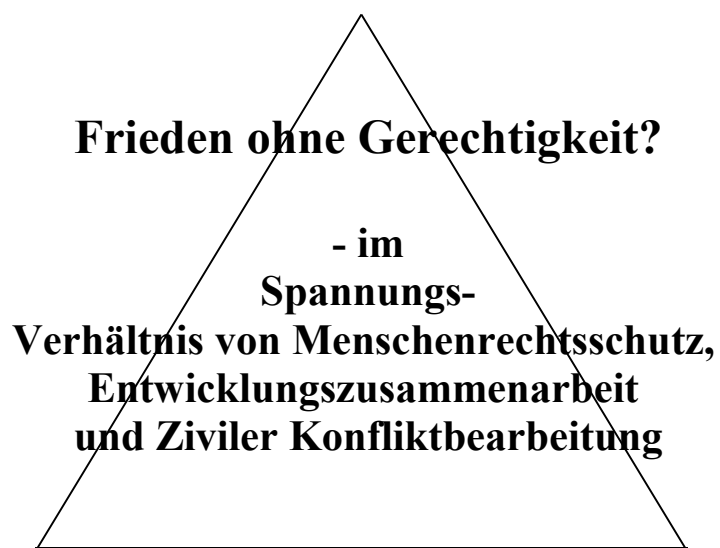 Frieden ohne Gerechtigkeit?
- im
Spannungs-
Verhältnis von Menschenrechtsschutz,
Entwicklungszusammenarbeit
und Ziviler Konfliktbearbeitung